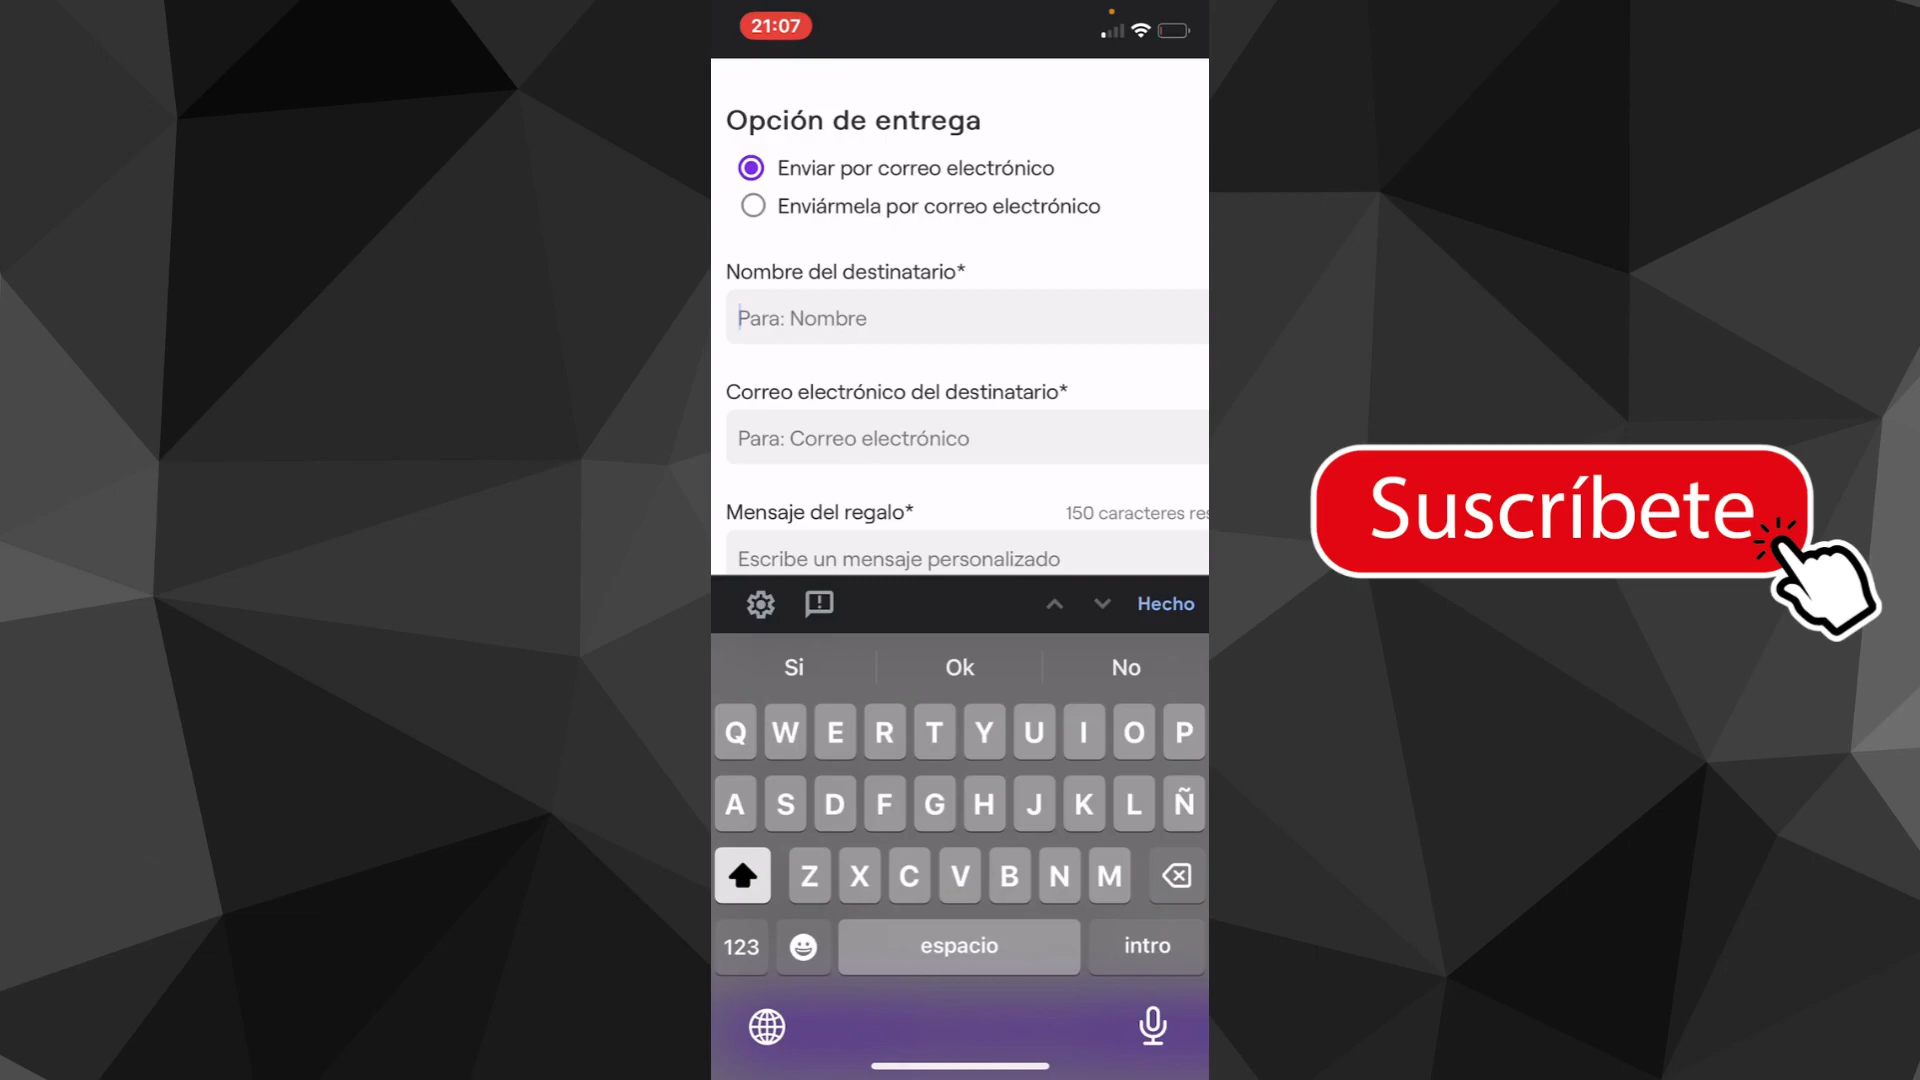 21:07
Opción de entrega
Enviar por correo electrónico
Enviármela por correo electrónico
Nombre del destinatario*
Para: Nombre
Correo electrónico del destinatario*
Para: Correo electrónico
Mensaje del regalo* 150 caracteres res
Escribe un mensaje personalizado
Hecho
Si Ok No
Q W E R T Y U I O P
A S D F G H J K L Ñ
Z X C V B N M
123 espacio intro
Suscríbete